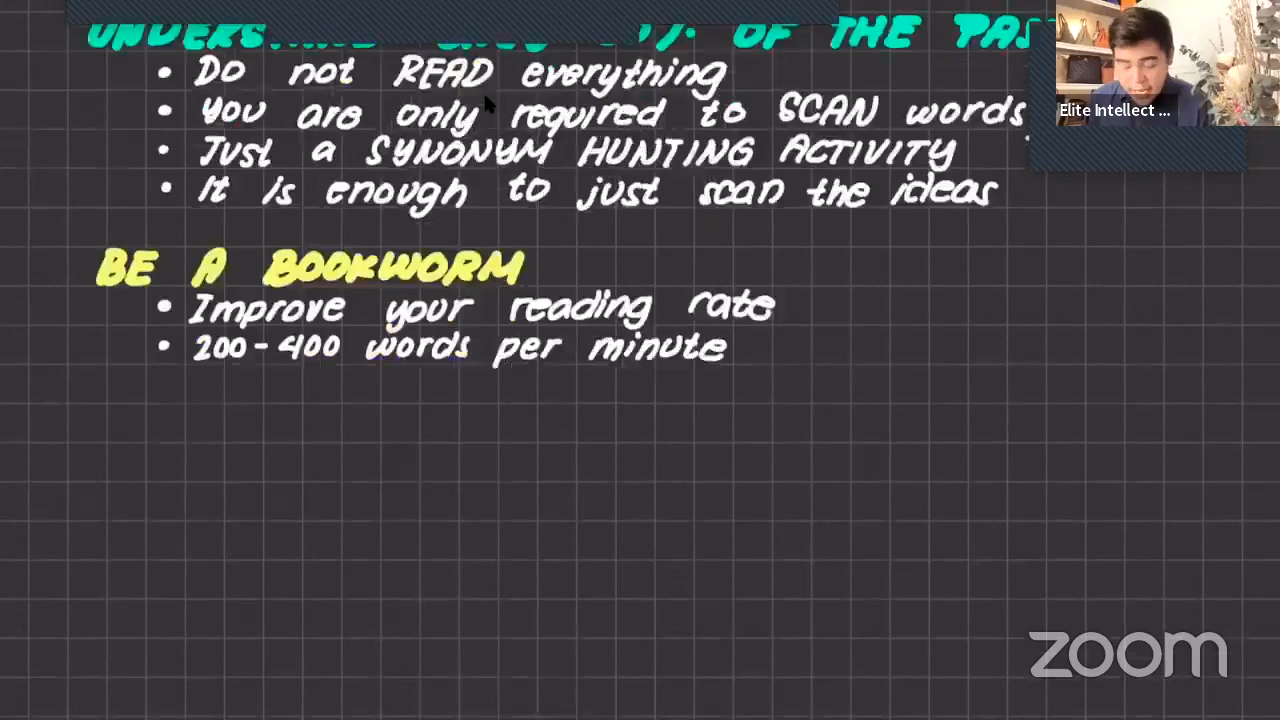 OF THE
• Do not READ everything
• You are only required to SCAN words
• Just a SYNONYM HUNTING ACTIVITY
• It is enough to just scan the ideas
BE A BOOKWORM
• Improve your reading rate
• 200-400 words per minute
Elite Intellect ...
zoom